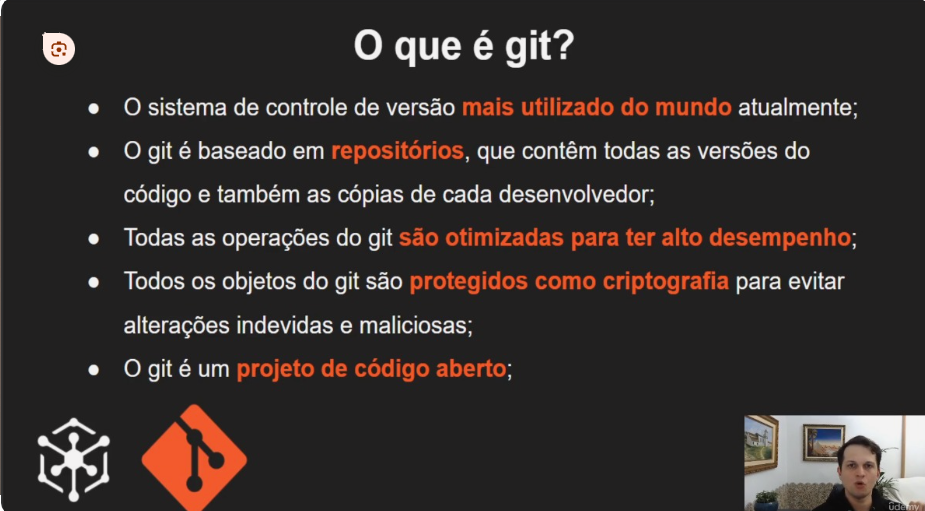 O que é git?
● O sistema de controle de versão mais utilizado do mundo atualmente;
● O git é baseado em repositórios, que contêm todas as versões do
código e também as cópias de cada desenvolvedor;
● Todas as operações do git são otimizadas para ter alto desempenho;
● Todos os objetos do git são protegidos como criptografia para evitar
alterações indevidas e maliciosas;
● O git é um projeto de código aberto;
udemy